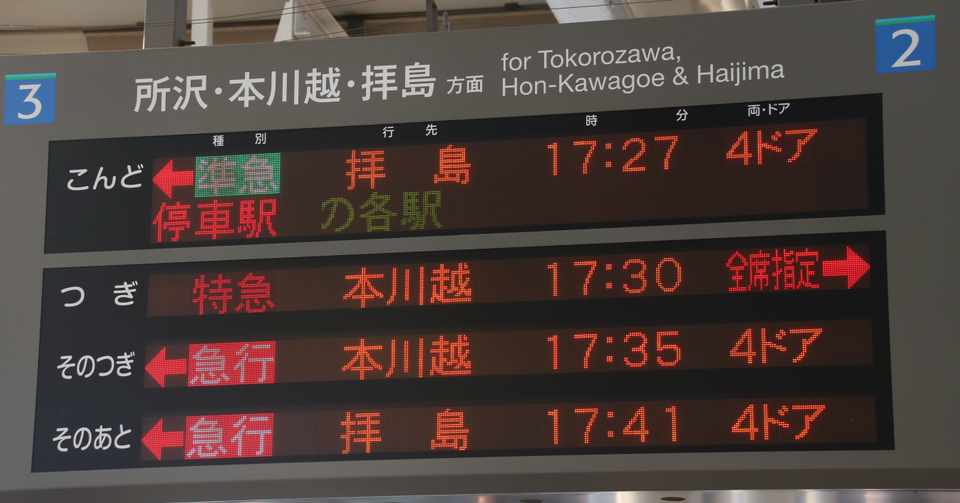 3
所沢・本川越・拝島 方面
for Tokorozawa,
Hon-Kawagoe & Haijima
2
種別 行先 時 分 両・ドア
こんど 準急 拝島 17:27 4ドア
停車駅 の各駅
つぎ 特急 本川越 17:30 全席指定
そのつぎ 急行 本川越 17:35 4ドア
そのあと 急行 拝島 17:41 4ドア